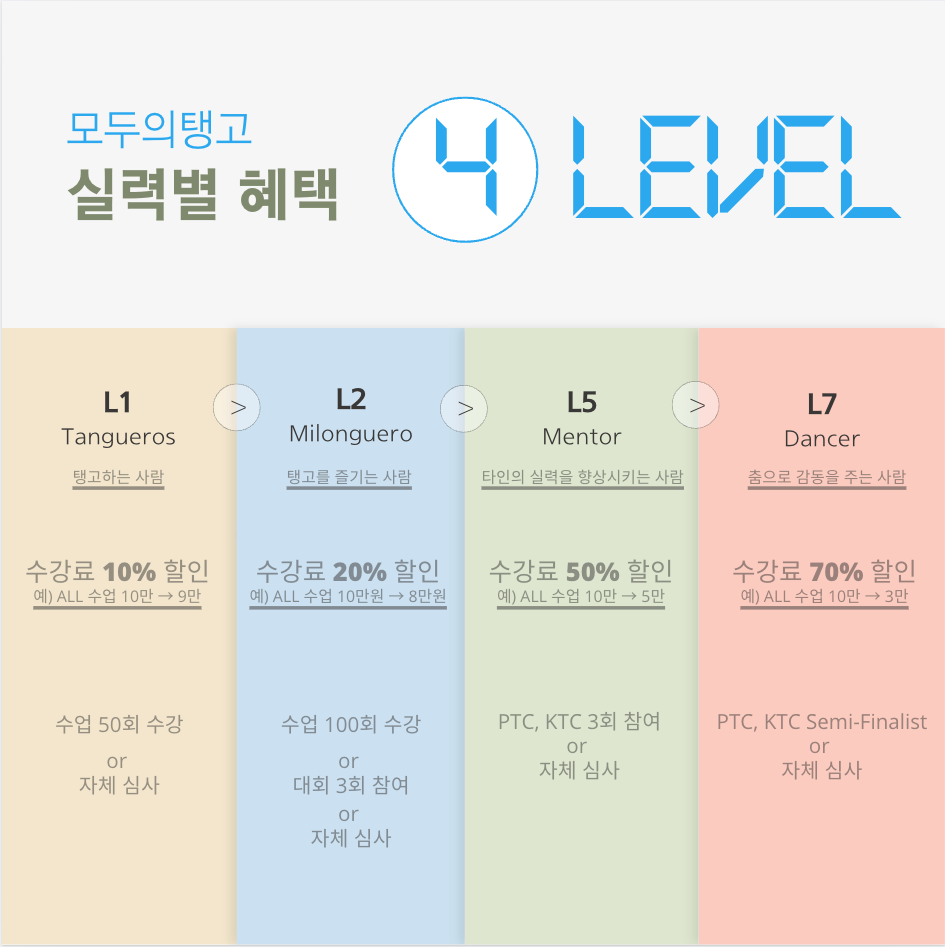 모두의탱고
실력별 혜택
4 LEVEL
L1
Tangueros
탱고하는 사람
수강료 10% 할인
예) ALL 수업 10만 → 9만
수업 50회 수강
or
자체 심사
>
L2
Milonguero
탱고를 즐기는 사람
수강료 20% 할인
예) ALL 수업 10만원 → 8만원
수업 100회 수강
or
대회 3회 참여
or
자체 심사
>
L5
Mentor
타인의 실력을 향상시키는 사람
수강료 50% 할인
예) ALL 수업 10만 → 5만
PTC, KTC 3회 참여
or
자체 심사
>
L7
Dancer
춤으로 감동을 주는 사람
수강료 70% 할인
예) ALL 수업 10만 → 3만
PTC, KTC Semi-Finalist
or
자체 심사